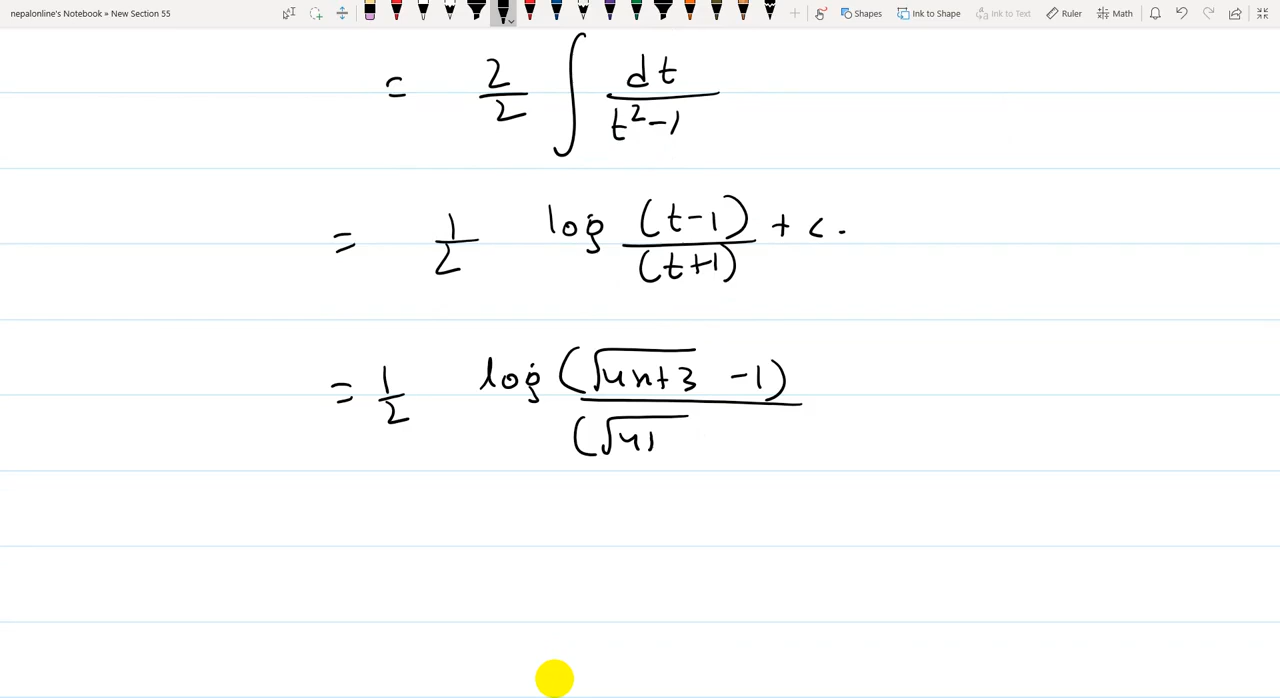 nepalonline's Notebook » New Section 55
Shapes Ink to Shape Ink to Text Ruler Math
= 2/2 ∫ dt/(t²-1)
= 1/2 log (t-1)/(t+1) + c.
= 1/2 log (√4x+3 -1)/(√4x